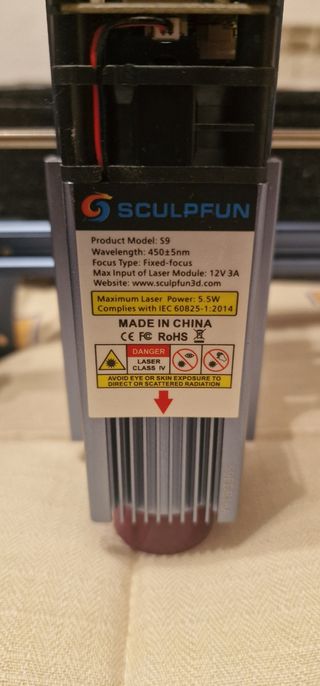 SCULPFUN
Product Model: S9
Wavelength: 450±5nm
Focus Type: Fixed-focus
Max Input of Laser Module: 12V 3A
Website: www.sculpfun3d.com
Maximum Laser Power: 5.5W
Complies with IEC 60825-1:2014
MADE IN CHINA
CE FC RoHS
DANGER
LASER
CLASS IV
AVOID EYE OR SKIN EXPOSURE TO
DIRECT OR SCATTERED RADIATION